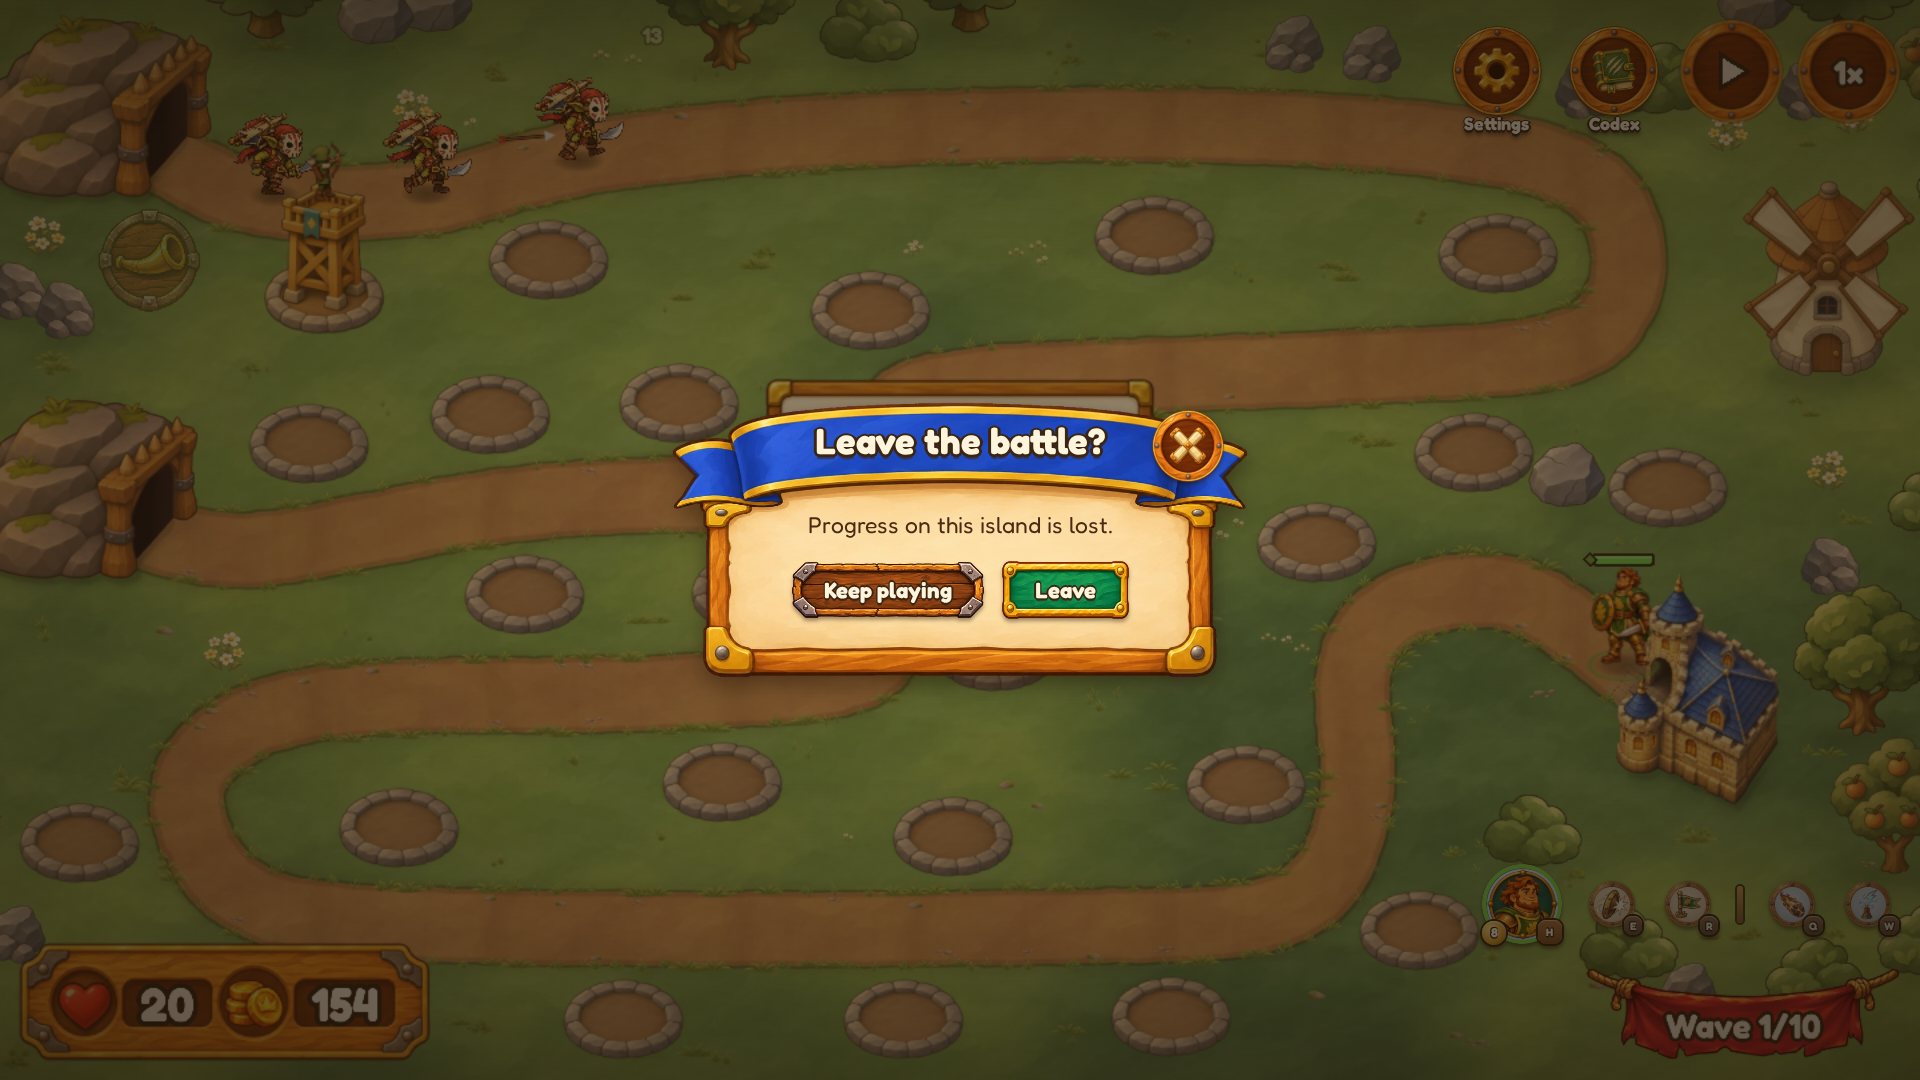 13
Settings
Codex
1x
Leave the battle?
Progress on this island is lost.
Keep playing
Leave
8
H
E
R
Q
W
20
154
Wave 1/10